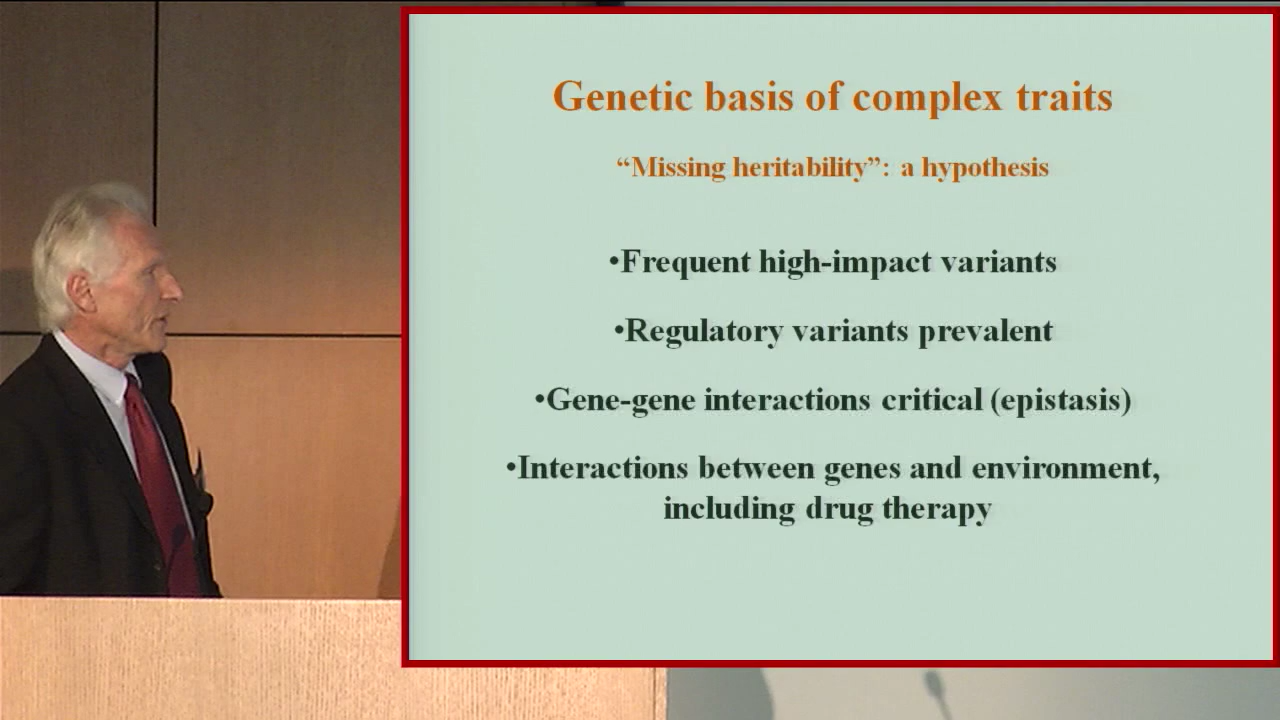 Genetic basis of complex traits
“Missing heritability”: a hypothesis
•Frequent high-impact variants
•Regulatory variants prevalent
•Gene-gene interactions critical (epistasis)
•Interactions between genes and environment,
including drug therapy